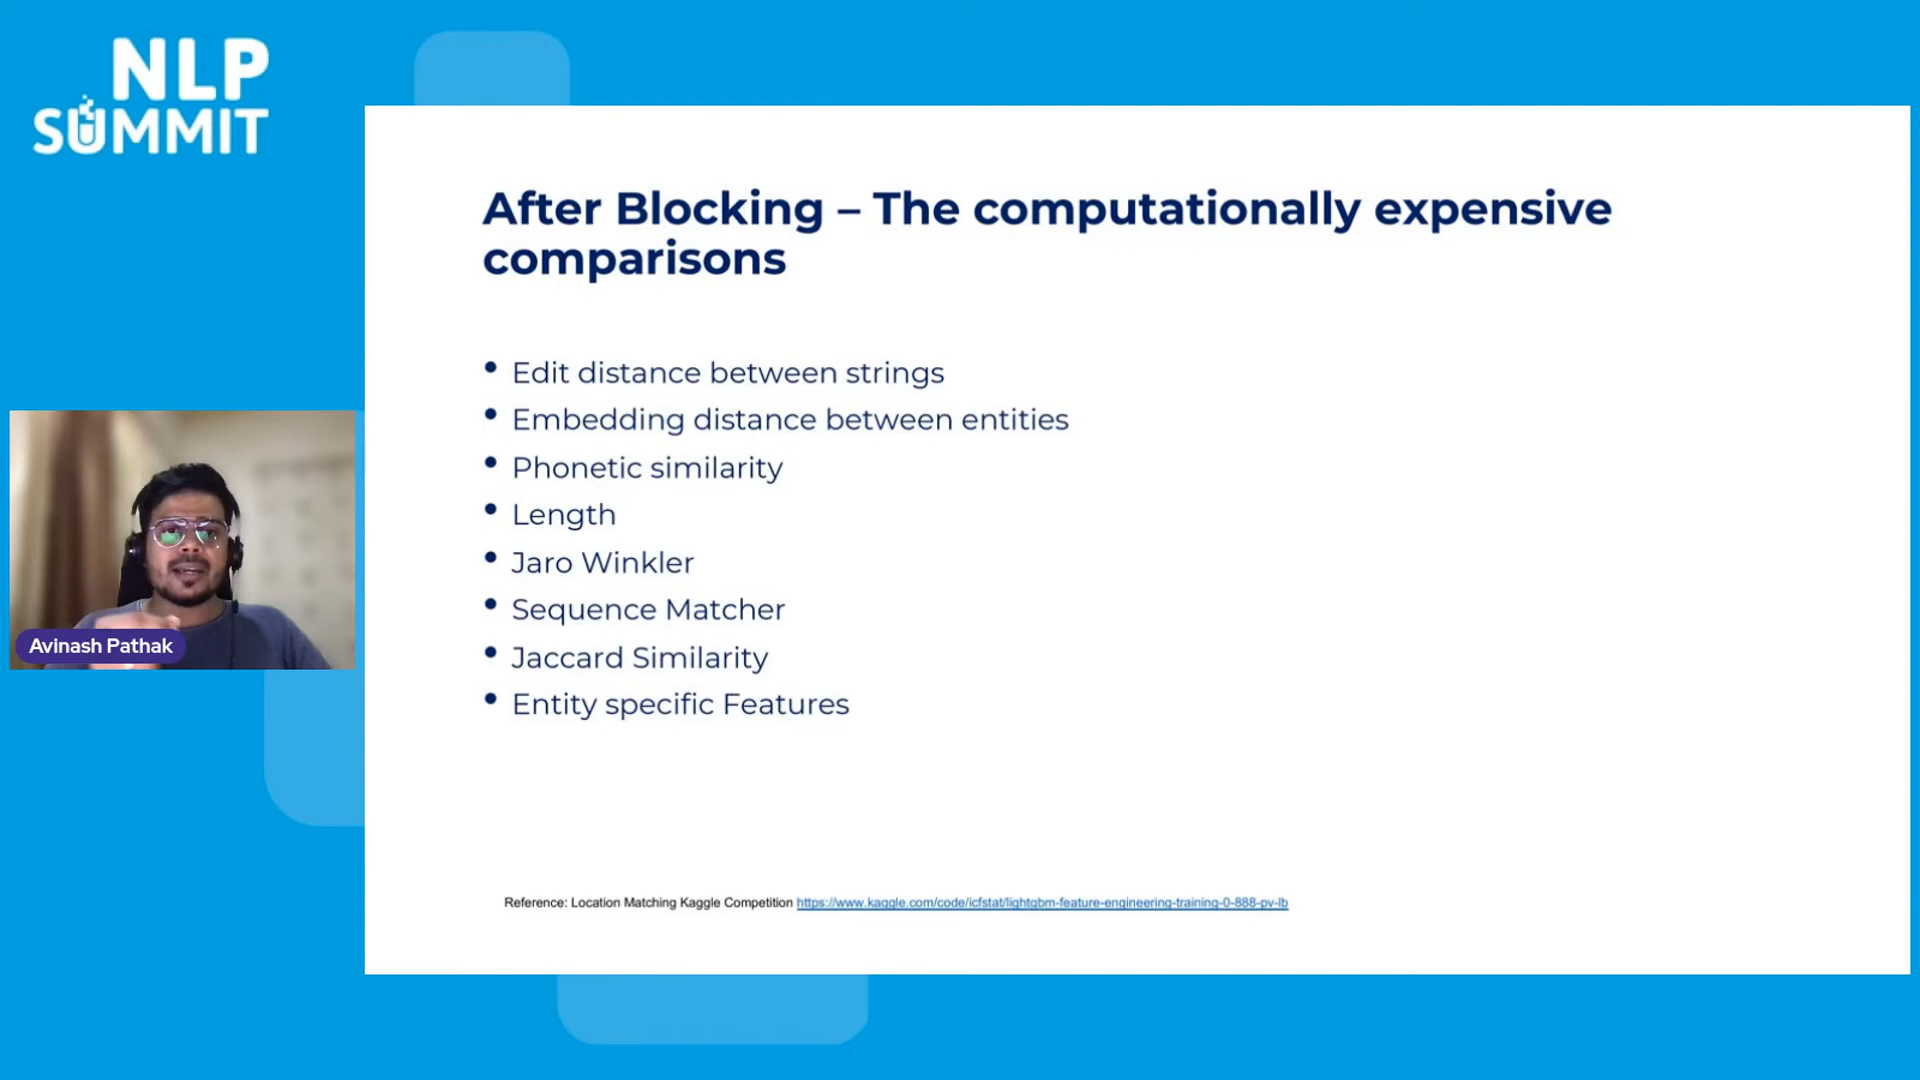 NLP
SUMMIT
After Blocking – The computationally expensive
comparisons
• Edit distance between strings
• Embedding distance between entities
• Phonetic similarity
• Length
• Jaro Winkler
• Sequence Matcher
• Jaccard Similarity
• Entity specific Features
Avinash Pathak
Reference: Location Matching Kaggle Competition https://www.kaggle.com/code/icfstat/lightgbm-feature-engineering-training-0-888-pv-lb